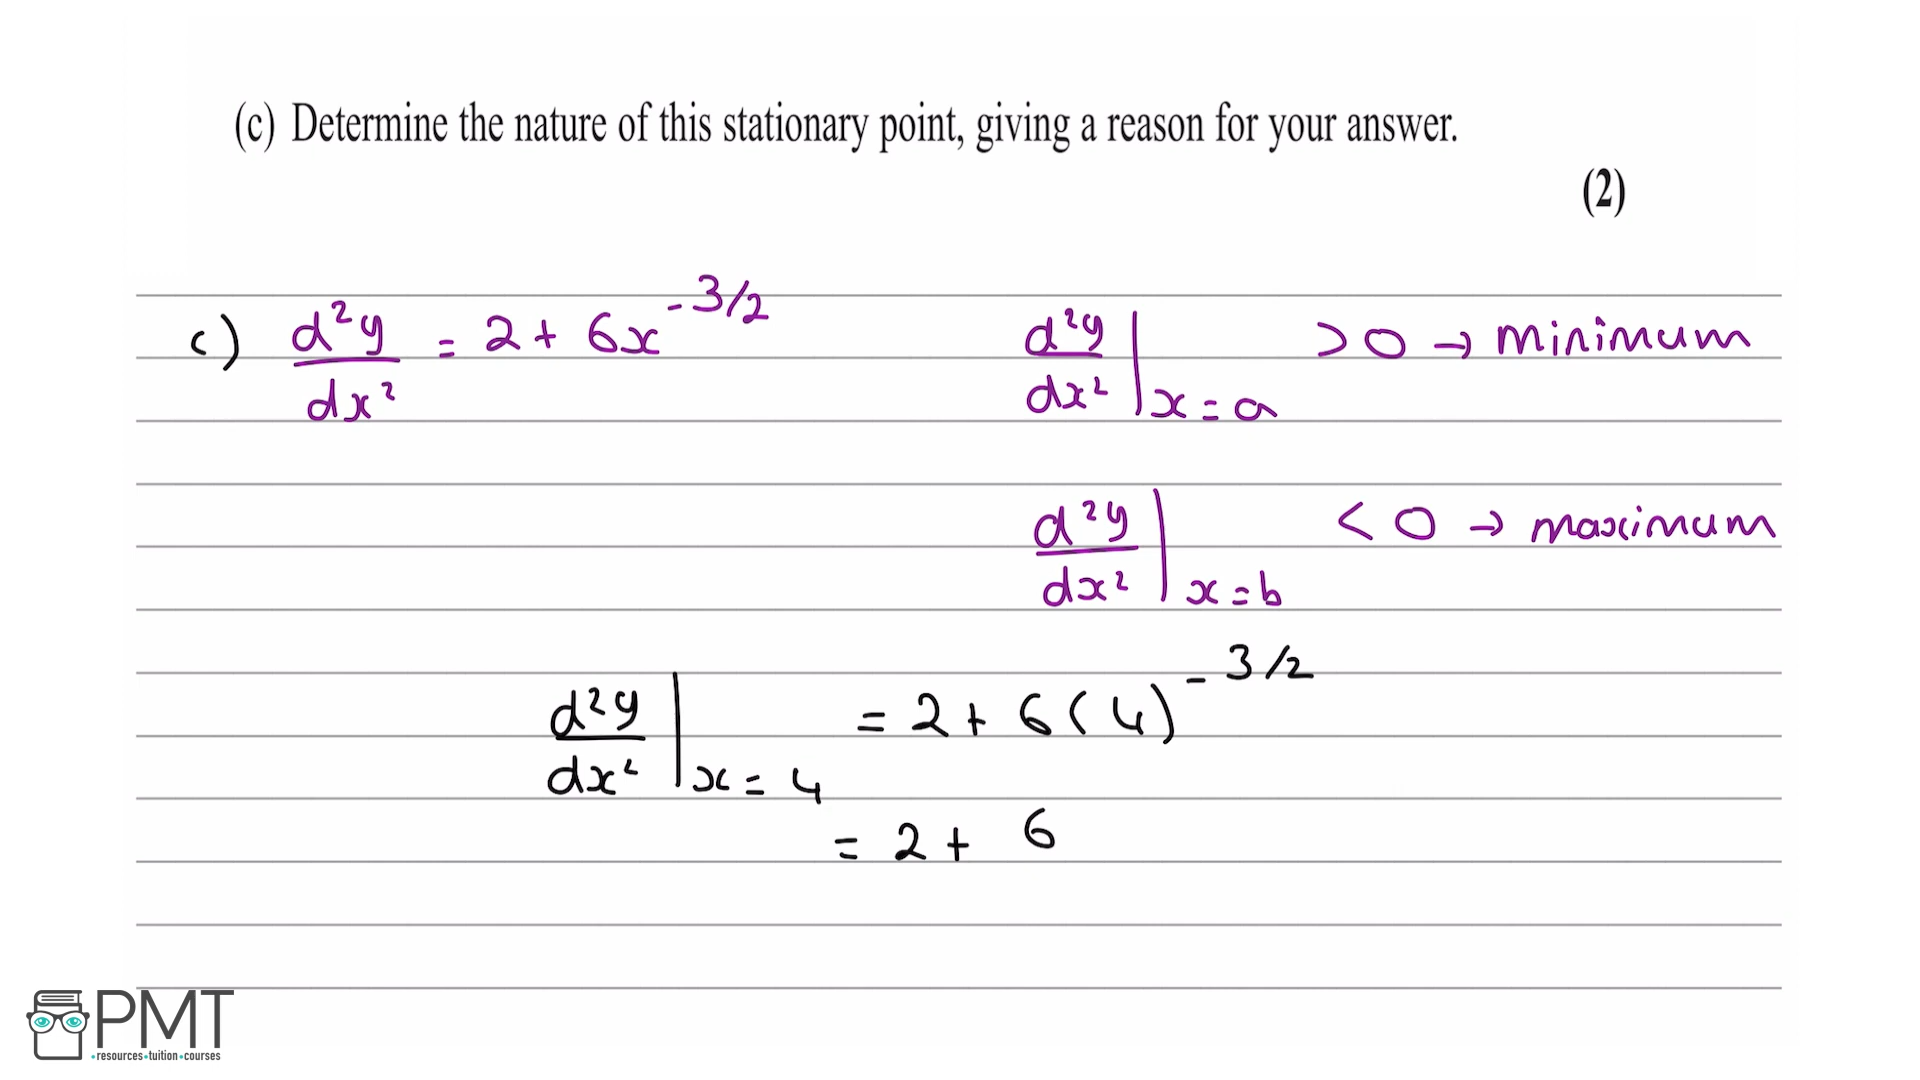 (c) Determine the nature of this stationary point, giving a reason for your answer.
(2)
c) d²y/dx² = 2 + 6x^(-3/2)
d²y/dx² |x=a > 0 → minimum
d²y/dx² |x=b < 0 → maximum
d²y/dx² |x=4 = 2 + 6(4)^(-3/2)
= 2 + 6
PMT
resources•tuition•courses